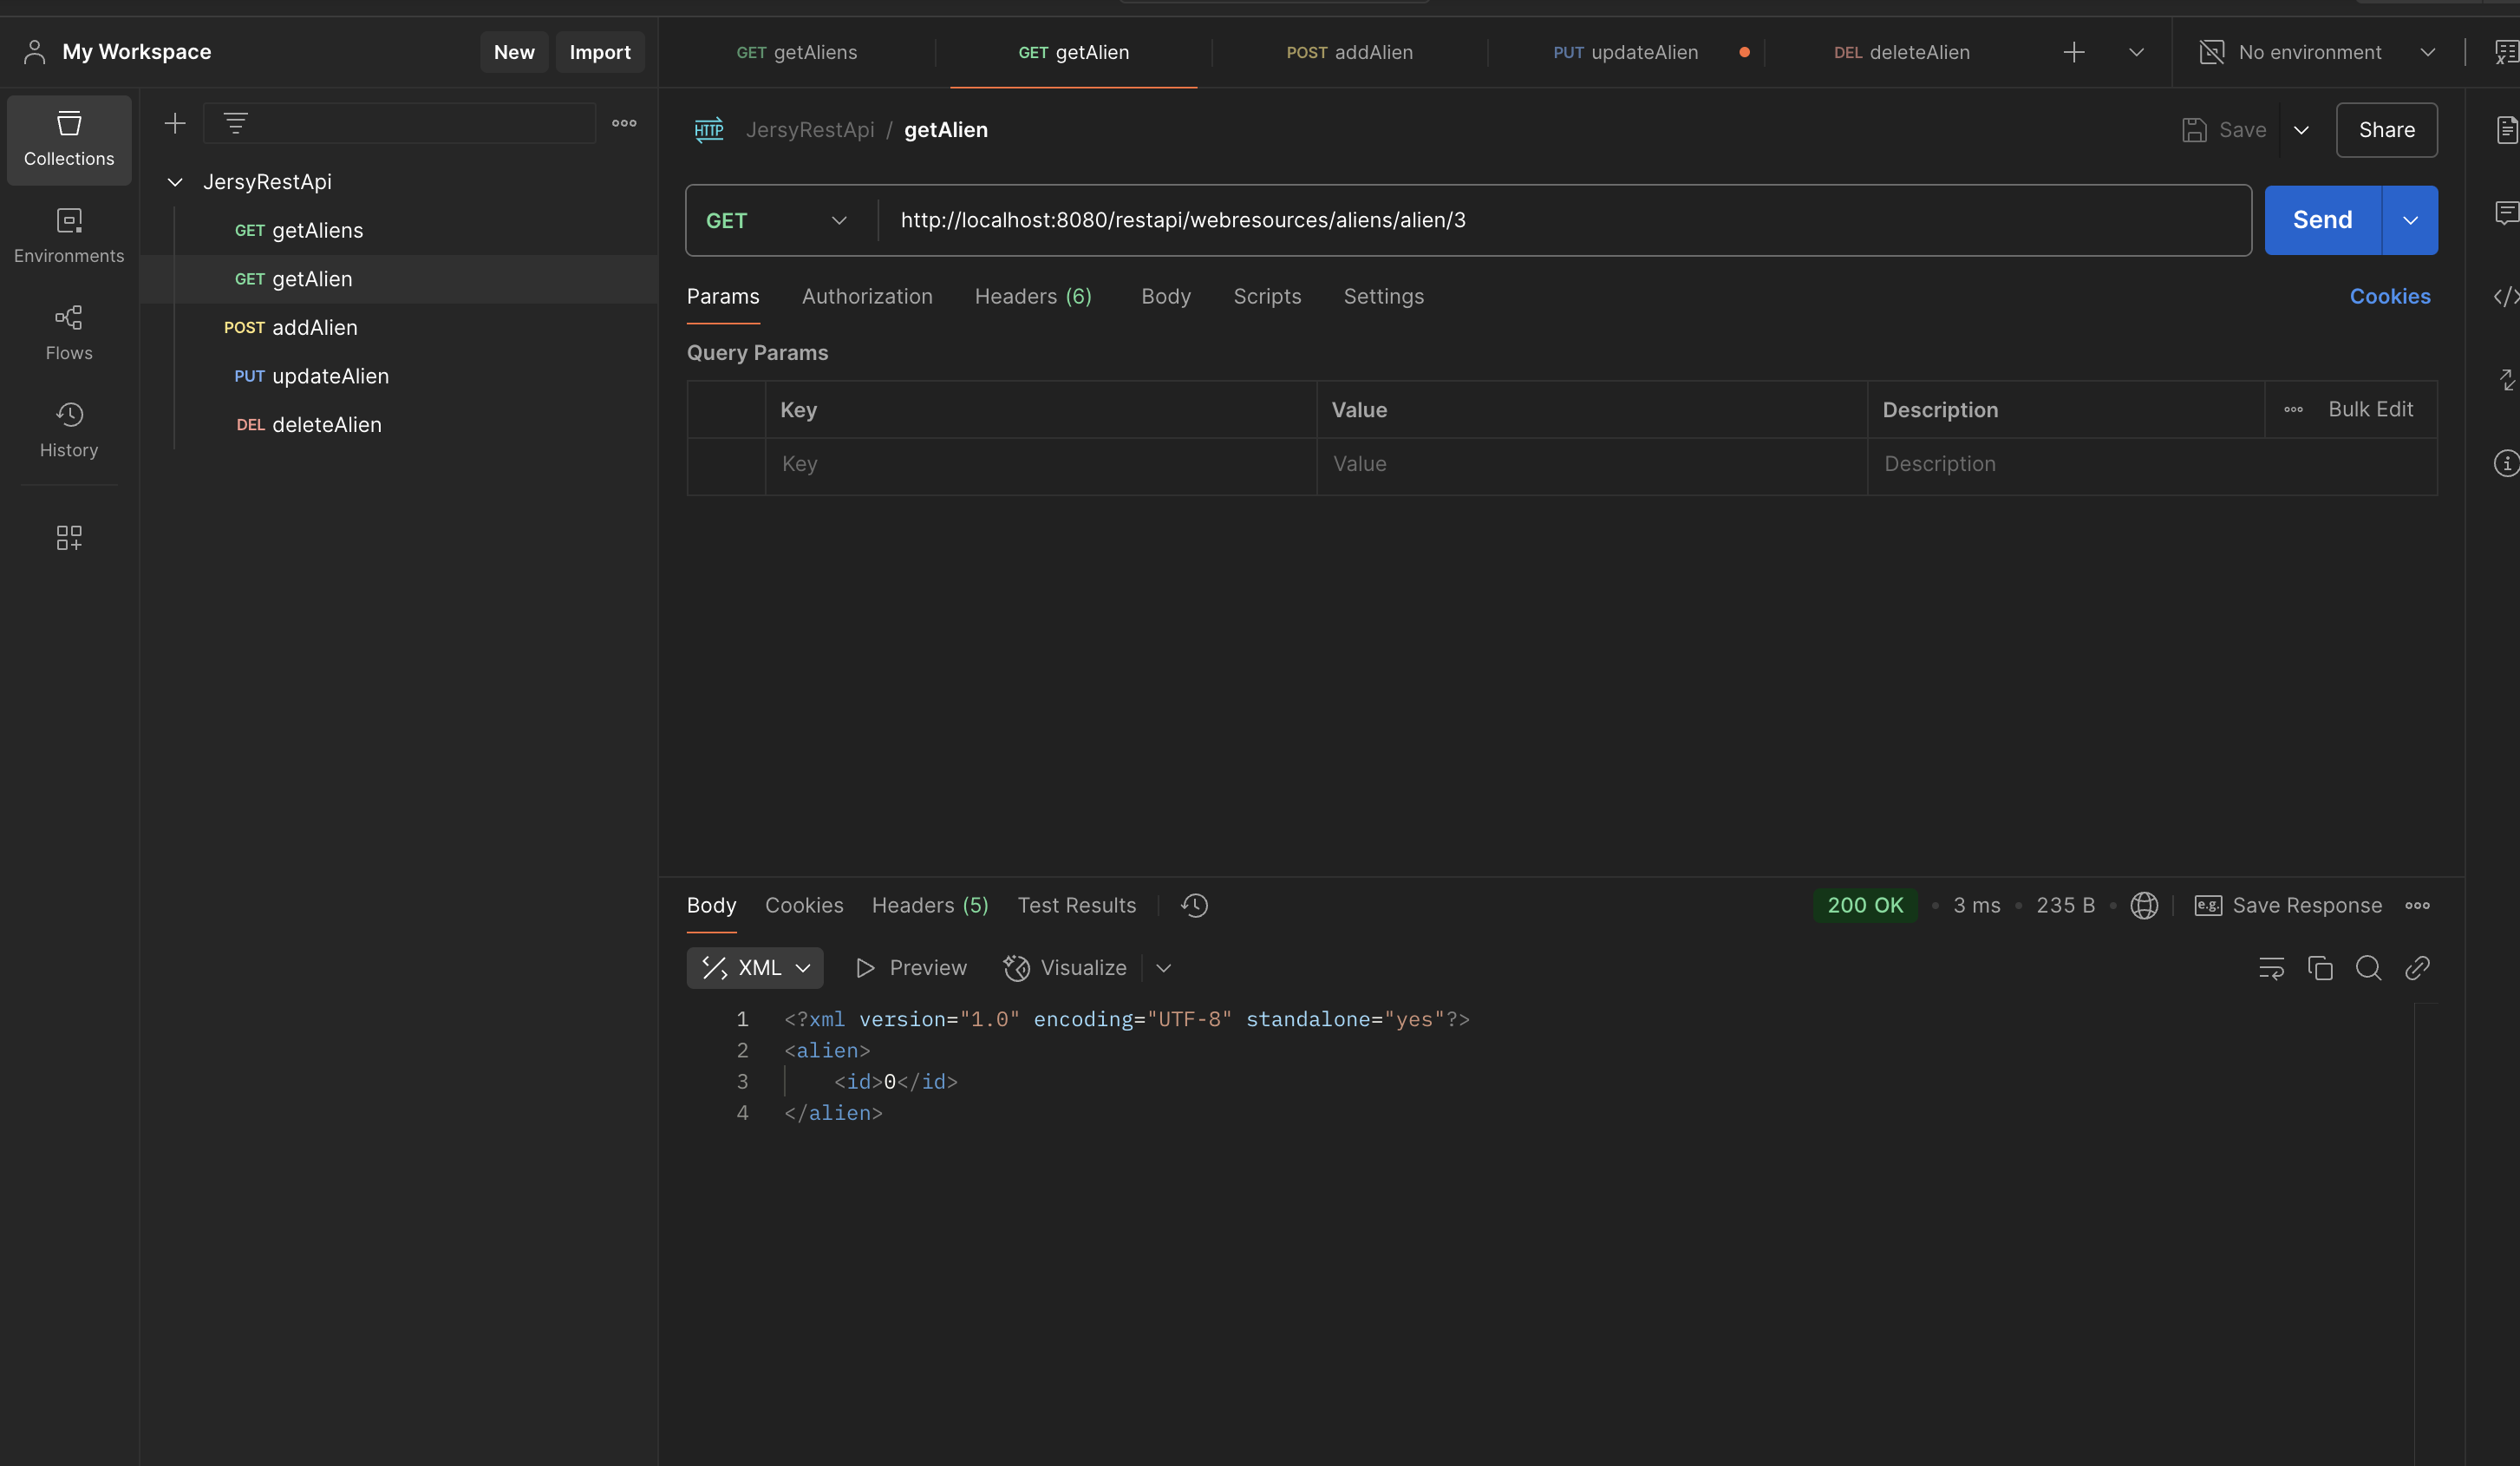 My Workspace
New
Import
GET getAliens
GET getAlien
POST addAlien
PUT updateAlien
DEL deleteAlien
No environment
Collections
Environments
Flows
History
JersyRestApi
GET getAliens
GET getAlien
POST addAlien
PUT updateAlien
DEL deleteAlien
HTTP
JersyRestApi / getAlien
Save
Share
GET
http://localhost:8080/restapi/webresources/aliens/alien/3
Send
Params
Authorization
Headers (6)
Body
Scripts
Settings
Cookies
Query Params
Key
Value
Description
Bulk Edit
Key
Value
Description
Body
Cookies
Headers (5)
Test Results
200 OK
3 ms
235 B
e.g.
Save Response
XML
Preview
Visualize
1 <?xml version="1.0" encoding="UTF-8" standalone="yes"?>
2 <alien>
3 <id>0</id>
4 </alien>